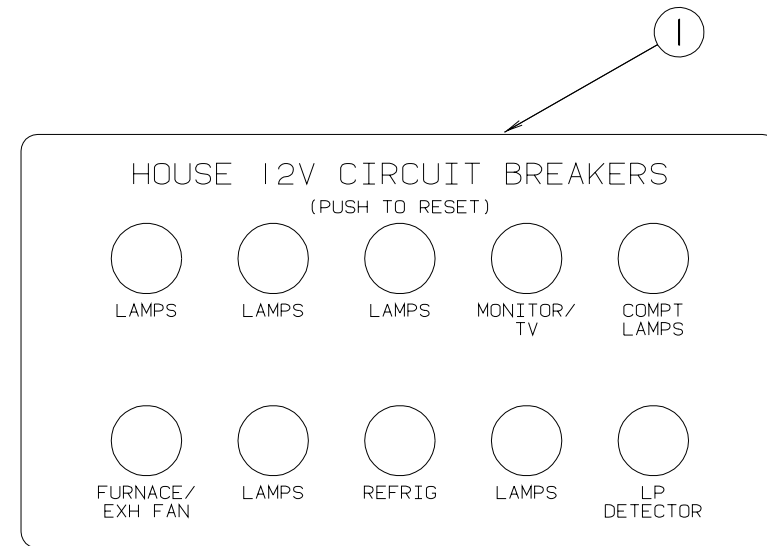 1
HOUSE 12V CIRCUIT BREAKERS
(PUSH TO RESET)
LAMPS LAMPS LAMPS MONITOR/ TV COMPT LAMPS
FURNACE/ EXH FAN LAMPS REFRIG LAMPS LP DETECTOR